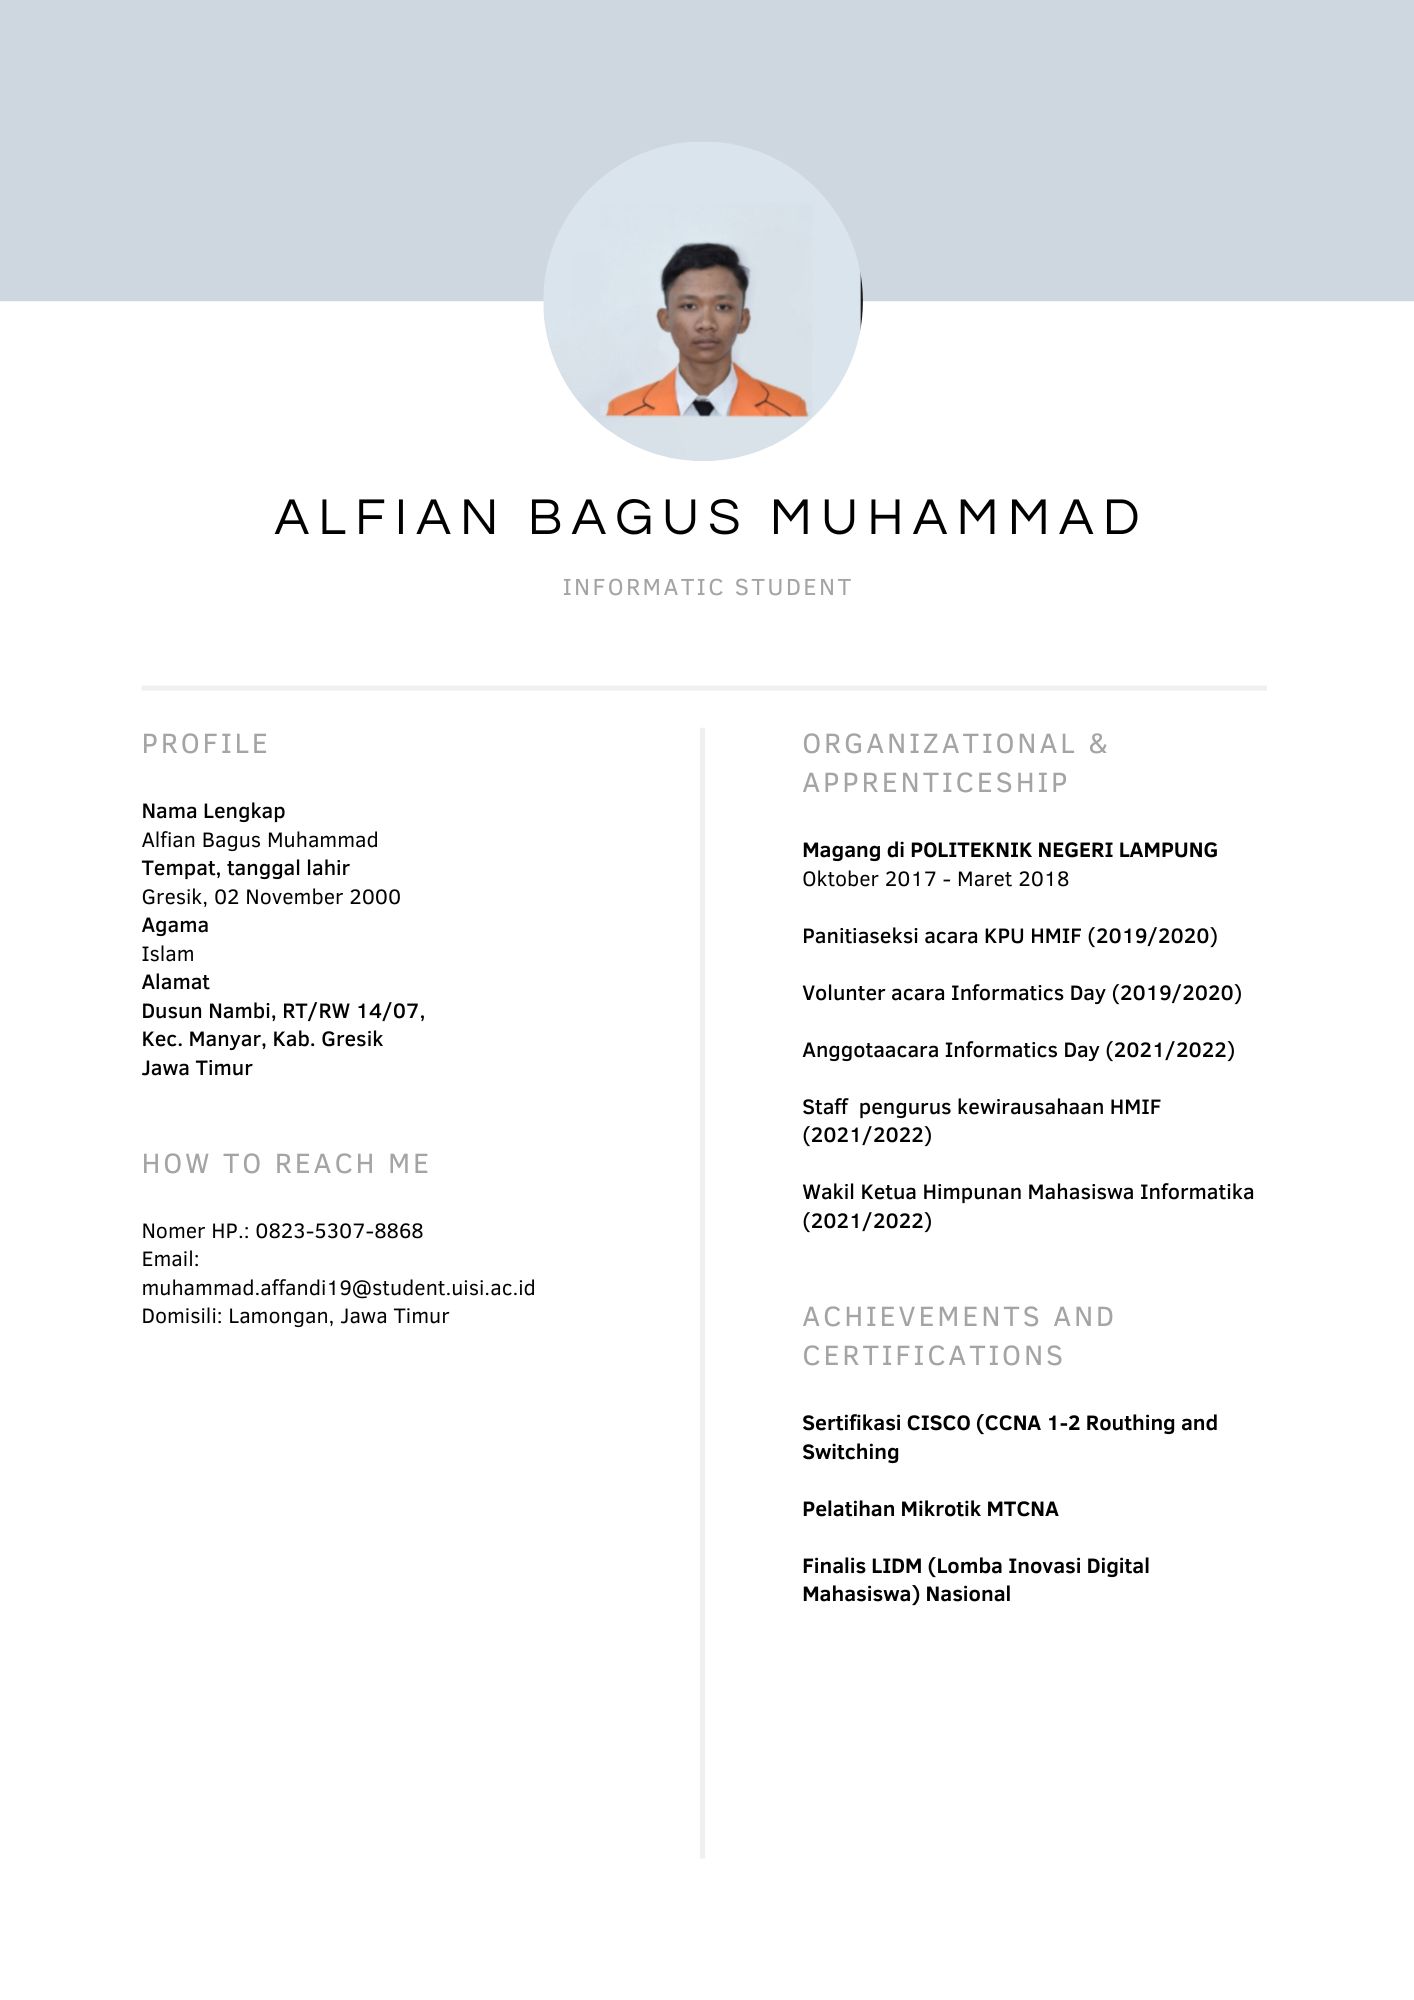 ALFIAN BAGUS MUHAMMAD
INFORMATIC STUDENT
PROFILE
Nama Lengkap
Alfian Bagus Muhammad
Tempat, tanggal lahir
Gresik, 02 November 2000
Agama
Islam
Alamat
Dusun Nambi, RT/RW 14/07,
Kec. Manyar, Kab. Gresik
Jawa Timur
HOW TO REACH ME
Nomer HP.: 0823-5307-8868
Email:
muhammad.affandi19@student.uisi.ac.id
Domisili: Lamongan, Jawa Timur
ORGANIZATIONAL &
APPRENTICESHIP
Magang di POLITEKNIK NEGERI LAMPUNG
Oktober 2017 - Maret 2018
Panitiaseksi acara KPU HMIF (2019/2020)
Volunter acara Informatics Day (2019/2020)
Anggotaacara Informatics Day (2021/2022)
Staff  pengurus kewirausahaan HMIF
(2021/2022)
Wakil Ketua Himpunan Mahasiswa Informatika
(2021/2022)
ACHIEVEMENTS AND
CERTIFICATIONS
Sertifikasi CISCO (CCNA 1-2 Routhing and
Switching
Pelatihan Mikrotik MTCNA
Finalis LIDM (Lomba Inovasi Digital
Mahasiswa) Nasional